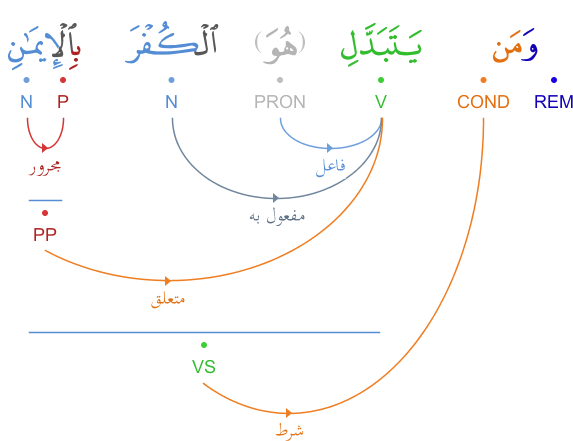 وَمَن يَتَبَدَّلِ (هُوَ) ٱلْكُفْرَ بِٱلْإِيمَـٰنِ
REM COND V PRON N P N
فاعل
مجرور
مفعول به
PP
متعلق
VS
شرط